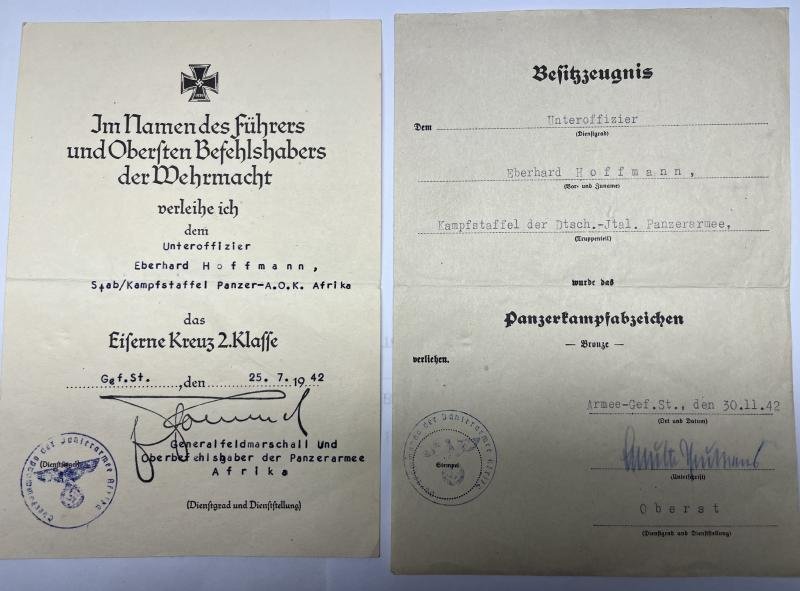 Im Namen des Führers
und Obersten Befehlshabers
der Wehrmacht
verleihe ich
dem
Unteroffizier
Eberhard Hoffmann,
Stab/Kampfstaffel Panzer-A.O.K. Afrika
das
Eiserne Kreuz 2.Klasse
Gef.St. ,den 25. 7. 1942
Generalfeldmarschall Und
Oberbefehlshaber der Panzerarmee
Afrika
(Dienstsiegel)
(Dienstgrad und Dienststellung)
Besitzzeugnis
Dem Unteroffizier
(Dienstgrad)
Eberhard Hoffmann,
(Vor- und Zuname)
Kampfstaffel der Dtsch.-Jtal. Panzerarmee,
(Truppenteil)
wurde das
Panzerkampfabzeichen
— Bronze —
verliehen.
Armee-Gef.St., den 30.11.42
(Ort und Datum)
Stempel
(Unterschrift)
Oberst
(Dienstgrad und Dienststellung)